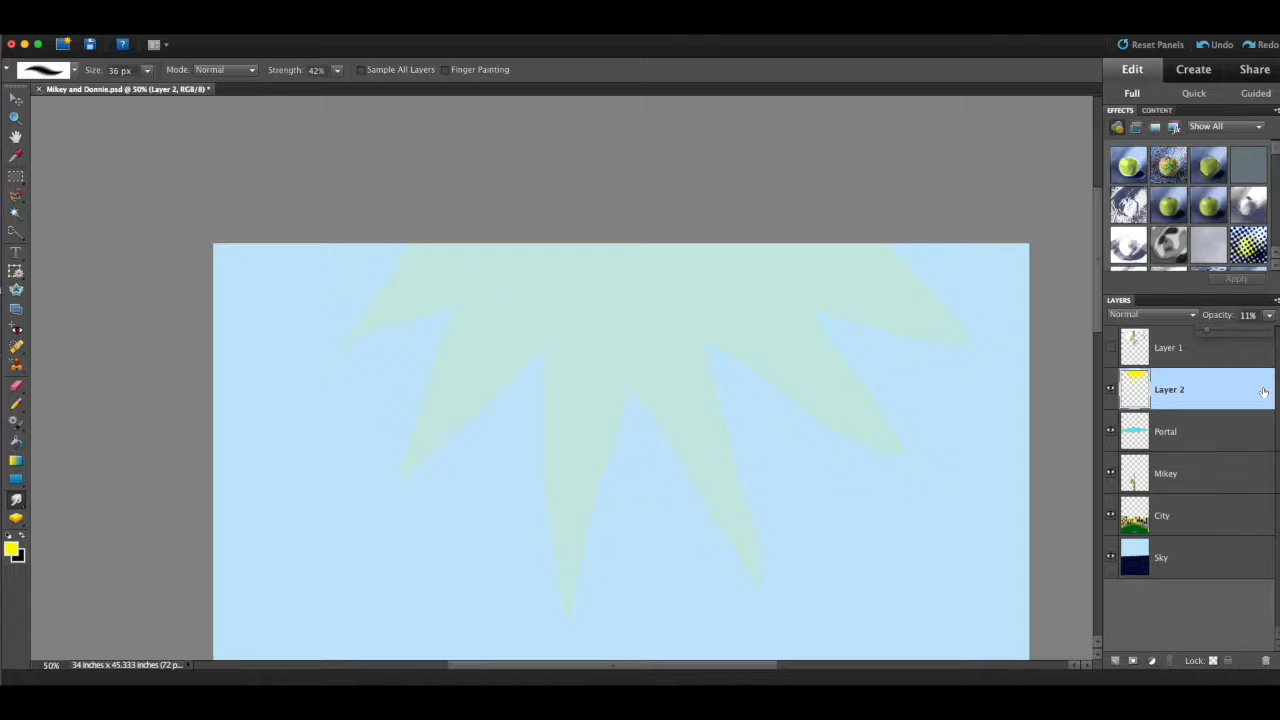 Reset Panels Undo Redo
Size: 36 px Mode: Normal Strength: 42% Sample All Layers Finger Painting
Edit Create Share
× Mikey and Donnie.psd @ 50% (Layer 2, RGB/8) *
Full Quick Guided
EFFECTS CONTENT
Show All
Apply
LAYERS
Normal Opacity: 11%
Layer 1
Layer 2
Portal
Mikey
City
Sky
50% 34 inches x 45.333 inches (72 p...
Lock: